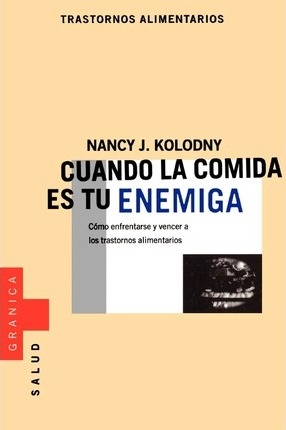 TRASTORNOS ALIMENTARIOS
NANCY J. KOLODNY
CUANDO LA COMIDA
ES TU ENEMIGA
Cómo enfrentarse y vencer a
los trastornos alimentarios
GRANICA
SALUD